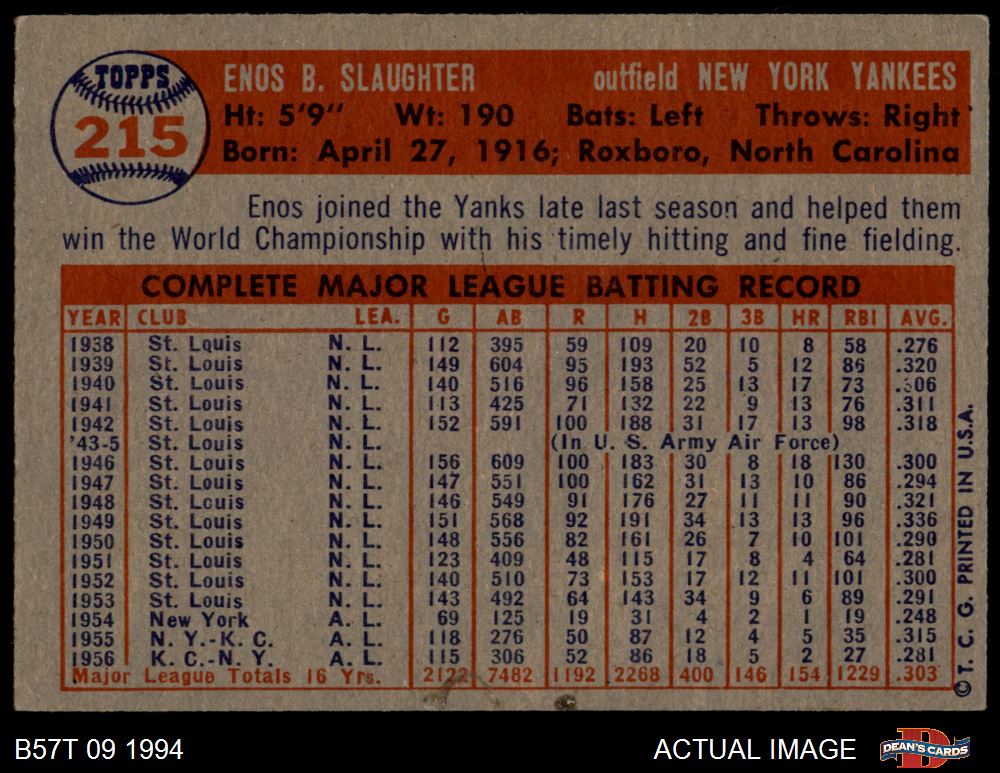 TOPPS
215
ENOS B. SLAUGHTER outfield NEW YORK YANKEES
Ht: 5'9" Wt: 190 Bats: Left Throws: Right
Born: April 27, 1916; Roxboro, North Carolina
Enos joined the Yanks late last season and helped them
win the World Championship with his timely hitting and fine fielding.
COMPLETE MAJOR LEAGUE BATTING RECORD
YEAR CLUB LEA. G AB R H 2B 3B HR RBI AVG.
1938 St. Louis N. L. 112 395 59 109 20 10 8 58 .276
1939 St. Louis N. L. 149 604 95 193 52 5 12 86 .320
1940 St. Louis N. L. 140 516 96 158 25 13 17 73 .306
1941 St. Louis N. L. 113 425 71 132 22 9 13 76 .311
1942 St. Louis N. L. 152 591 100 188 31 17 13 98 .318
'43-5 St. Louis (In U. S. Army Air Force)
1946 St. Louis N. L. 156 609 100 183 30 8 18 130 .300
1947 St. Louis N. L. 147 551 100 162 31 13 10 86 .294
1948 St. Louis N. L. 146 549 91 176 27 11 11 90 .321
1949 St. Louis N. L. 151 568 92 191 34 13 13 96 .336
1950 St. Louis N. L. 148 556 82 161 26 7 10 101 .290
1951 St. Louis N. L. 123 409 48 115 17 8 4 64 .281
1952 St. Louis N. L. 140 510 73 153 17 12 11 101 .300
1953 St. Louis N. L. 143 492 64 143 34 9 6 89 .291
1954 New York A. L. 69 125 19 31 4 2 1 19 .248
1955 N. Y.-K. C. A. L. 118 276 50 87 12 4 5 35 .315
1956 K. C.-N. Y. A. L. 115 306 52 86 18 5 2 27 .281
Major League Totals 16 Yrs. 2122 7482 1192 2268 400 146 154 1229 .303
©T. C. G. PRINTED IN U.S.A.
B57T 09 1994 ACTUAL IMAGE
DEAN'S CARDS